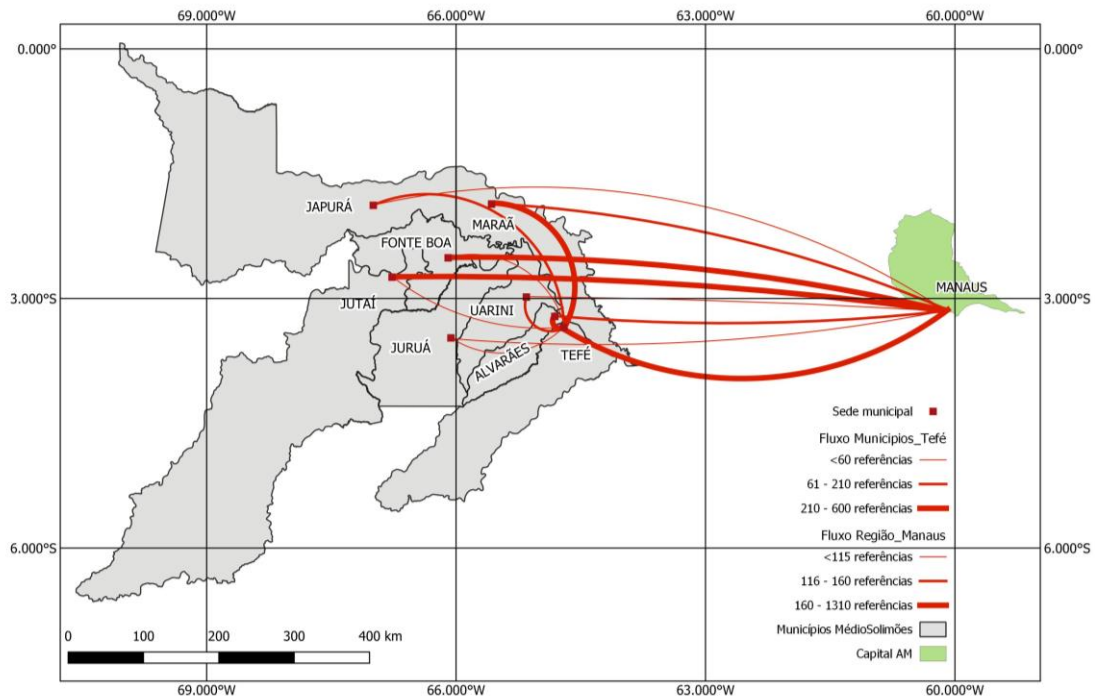 69.000°W 66.000°W 63.000°W 60.000°W
0.000° 0.000°
JAPURÁ
MARAÃ
FONTE BOA
MANAUS
3.000°S 3.000°S
JUTAÍ
UARINI
JURUÁ
ALVARÃES
TEFÉ
Sede municipal
Fluxo Municipios_Tefé
<60 referências
61 - 210 referências
210 - 600 referências
Fluxo Região_Manaus
6.000°S 6.000°S
<115 referências
116 - 160 referências
160 - 1310 referências
Municípios MédioSolimões
Capital AM
0 100 200 300 400 km
69.000°W 66.000°W 63.000°W 60.000°W